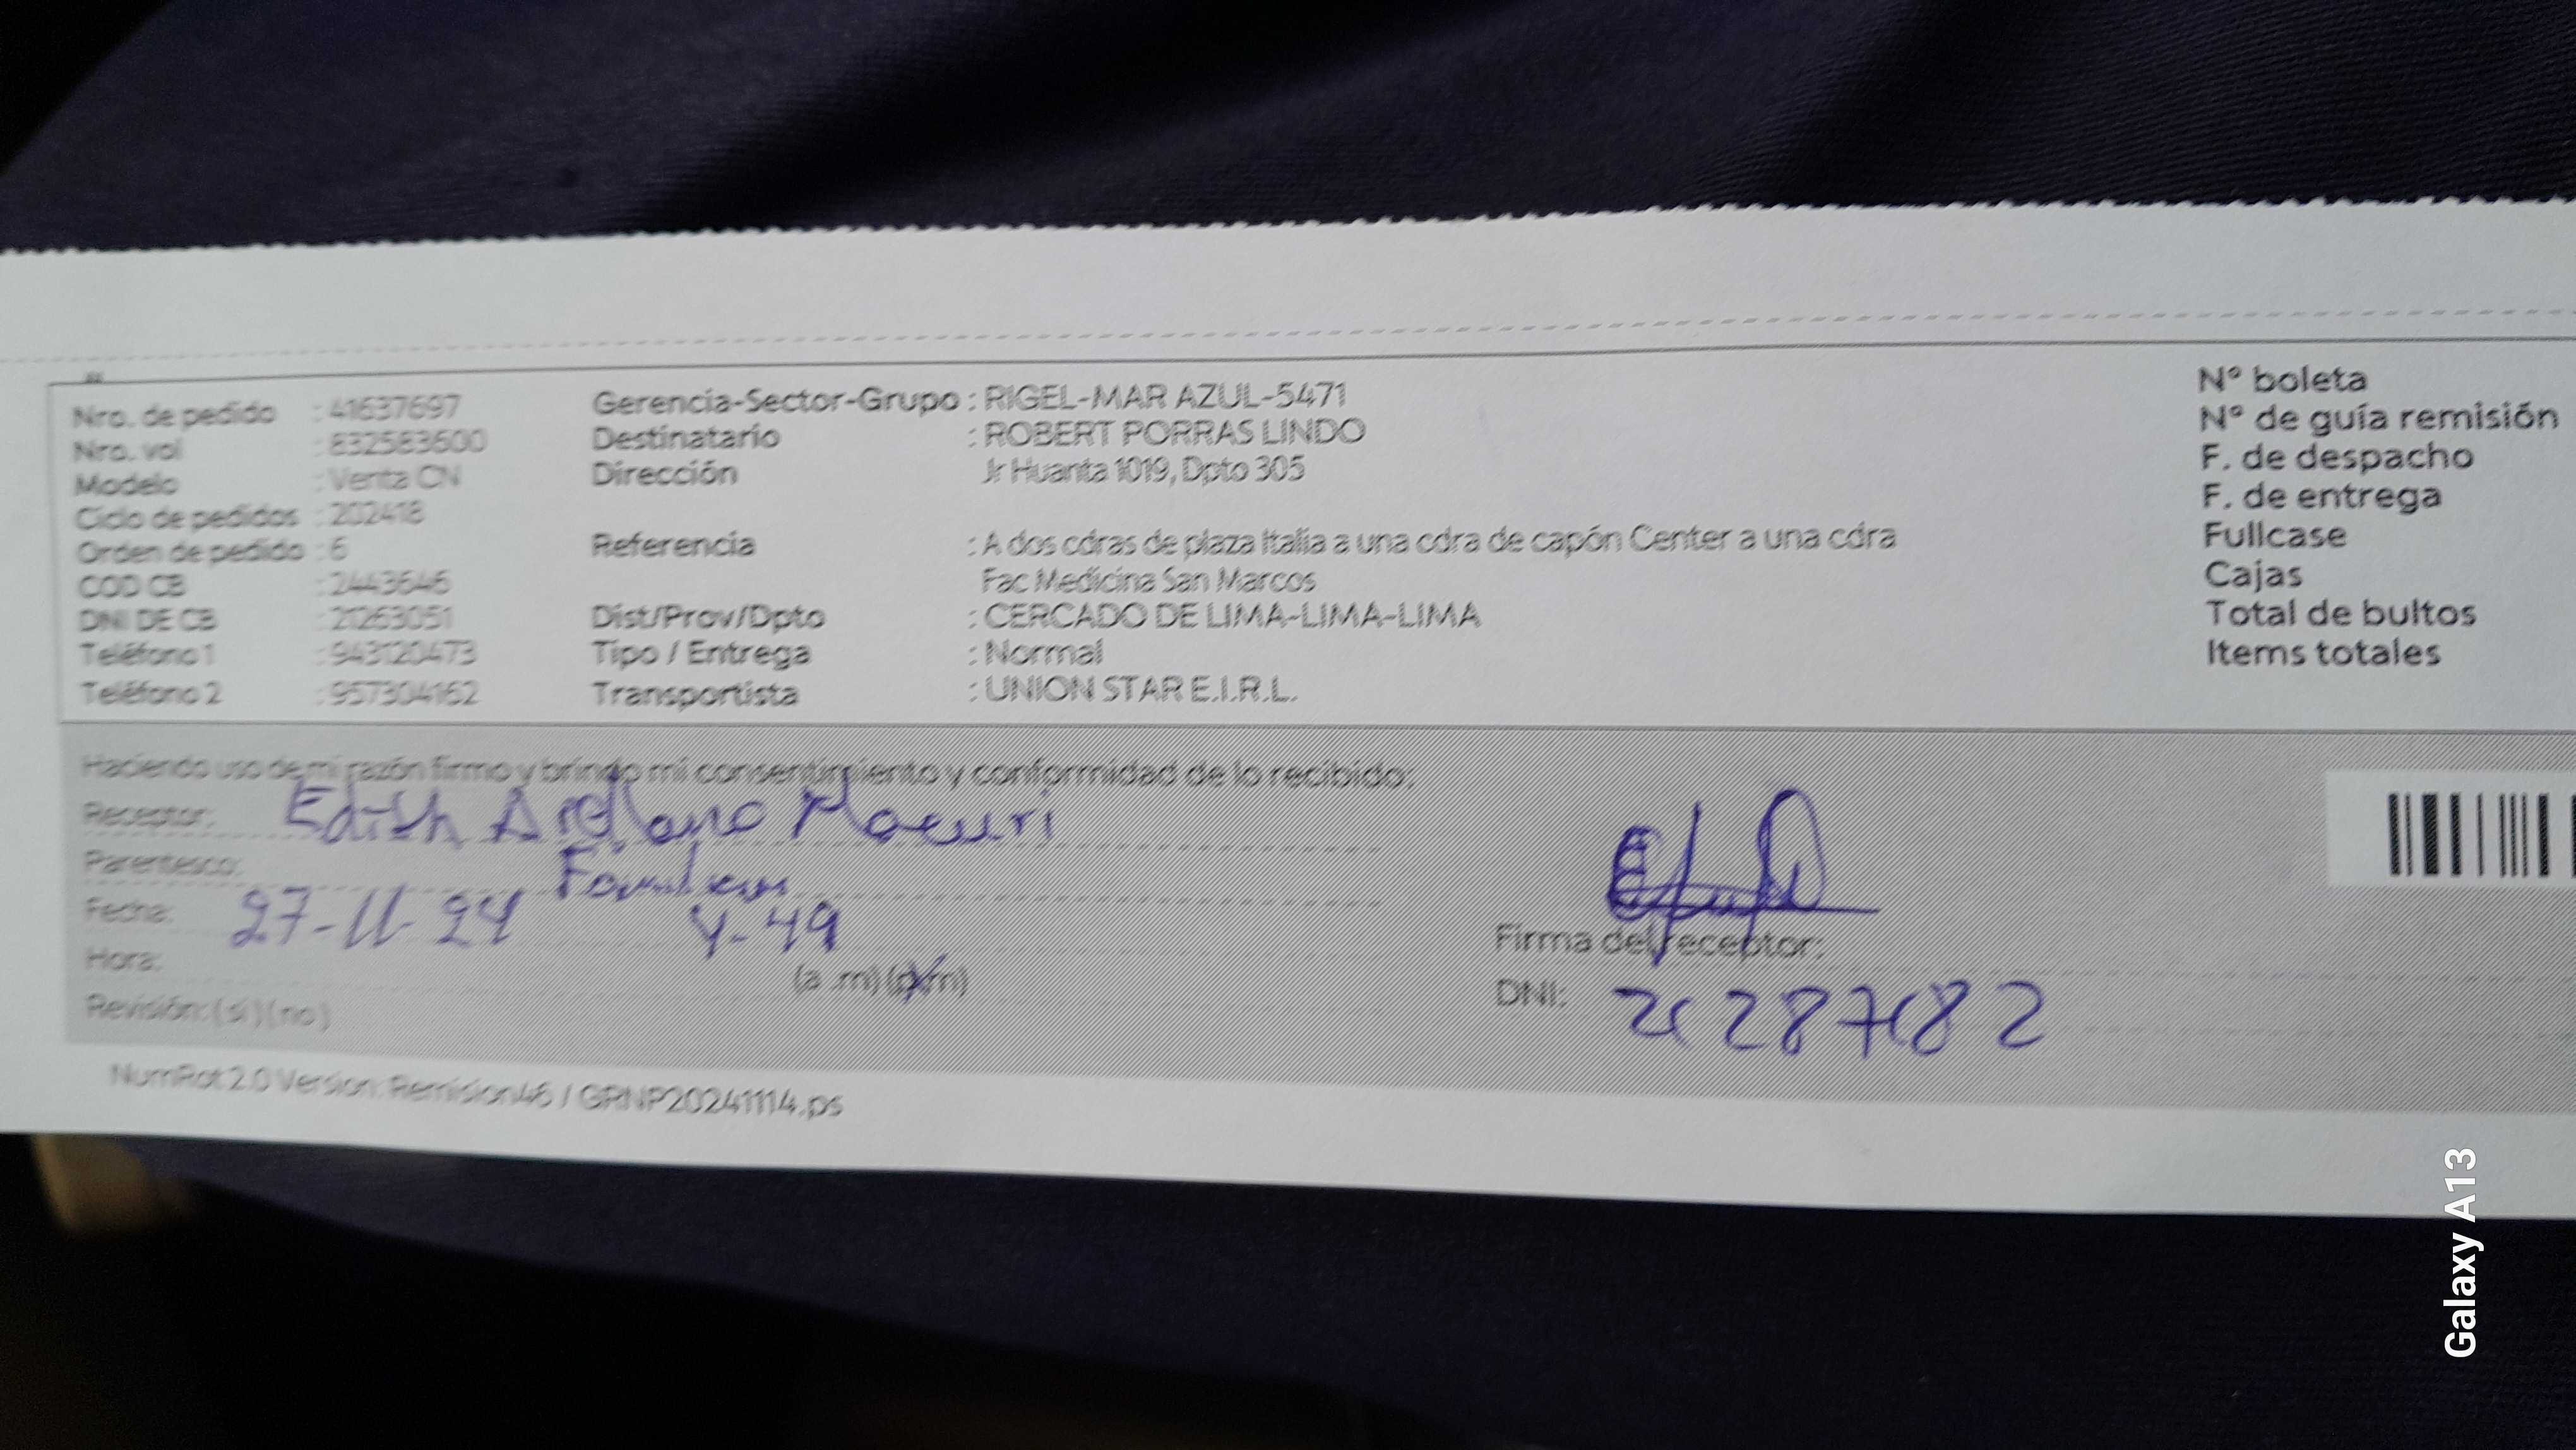 Nro. de pedido : 41637697
Nro. vol : 832583600
Modelo : Venta CN
Ciclo de pedidos : 202418
Orden de pedido : 6
COD CB : 2443646
DNI DE CB : 21263051
Teléfono 1 : 943120473
Teléfono 2 : 957304162
Gerencia-Sector-Grupo : RIGEL-MAR AZUL-5471
Destinatario : ROBERT PORRAS LINDO
Dirección Jr Huanta 1019, Dpto 305
Referencia : A dos cdras de plaza Italia a una cdra de capón Center a una cdra
Fac Medicina San Marcos
Dist/Prov/Dpto : CERCADO DE LIMA-LIMA-LIMA
Tipo / Entrega : Normal
Transportista : UNION STAR E.I.R.L.
N° boleta
N° de guía remisión
F. de despacho
F. de entrega
Fullcase
Cajas
Total de bultos
Items totales
Haciendo uso de mi razón firmo y brindo mi consentimiento y conformidad de lo recibido:
Receptor: Edith Arellano
Parentesco: Familiar
Fecha: 27-11-24 4-49
Hora: (a .m) (p.m)
Revisión: (si) (no)
Firma del receptor:
DNI:
NumRot 2.0 Version: Remision46 / GRNP20241114.ps
Galaxy A13